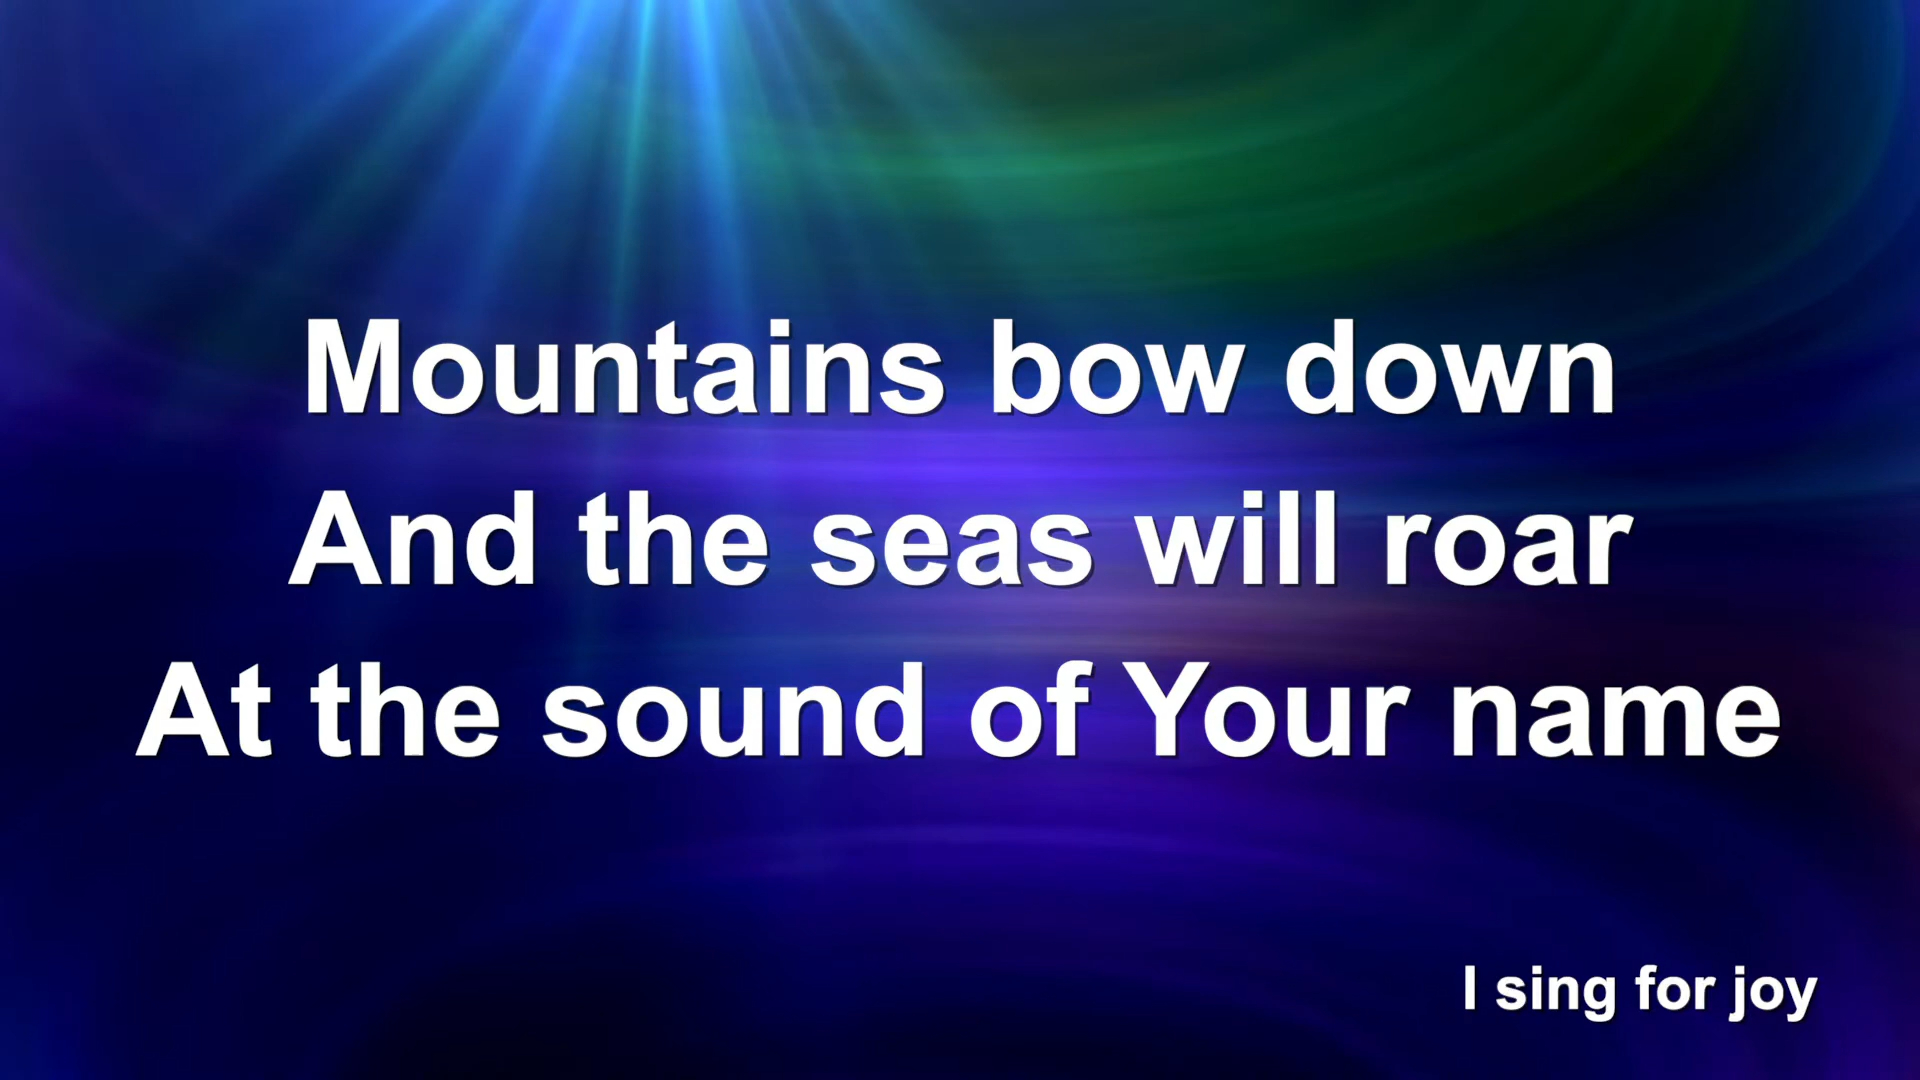 Mountains bow down
And the seas will roar
At the sound of Your name
I sing for joy